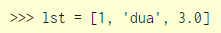 >>> lst = [1, 'dua', 3.0]